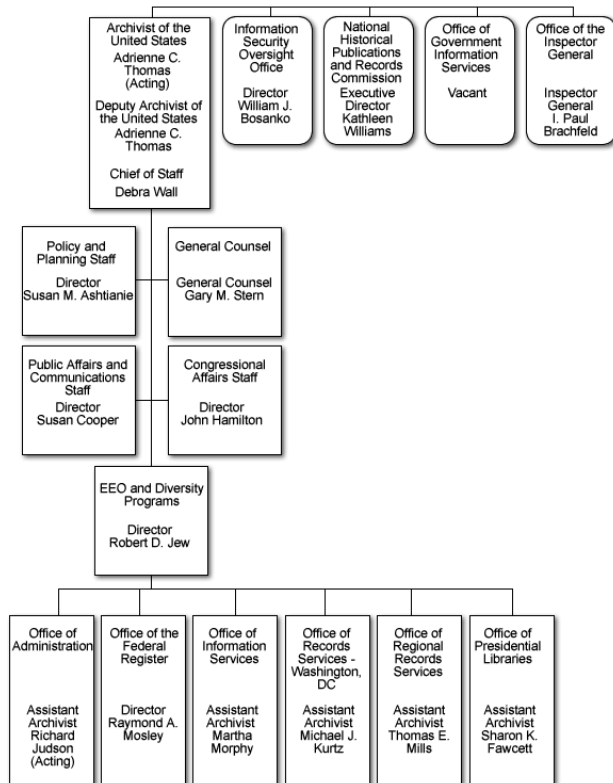 Archivist of the
United States
Adrienne C.
Thomas
(Acting)
Deputy Archivist of
the United States
Adrienne C.
Thomas
Chief of Staff
Debra Wall
Information
Security
Oversight
Office
Director
William J.
Bosanko
National
Historical
Publications
and Records
Commission
Executive
Director
Kathleen
Williams
Office of
Government
Information
Services
Vacant
Office of
the Inspector
General
Inspector
General
I. Paul
Brachfeld
Policy and
Planning Staff
Director
Susan M. Ashtianie
General Counsel
General Counsel
Gary M. Stern
Public Affairs and
Communications
Staff
Director
Susan Cooper
Congressional
Affairs Staff
Director
John Hamilton
EEO and Diversity
Programs
Director
Robert D. Jew
Office of
Administration
Assistant
Archivist
Richard
Judson
(Acting)
Office of the
Federal
Register
Director
Raymond A.
Mosley
Office of
Information
Services
Assistant
Archivist
Martha
Morphy
Office of
Records
Services -
Washington,
DC
Assistant
Archivist
Michael J.
Kurtz
Office of
Regional
Records
Services
Assistant
Archivist
Thomas E.
Mills
Office of
Presidential
Libraries
Assistant
Archivist
Sharon K.
Fawcett